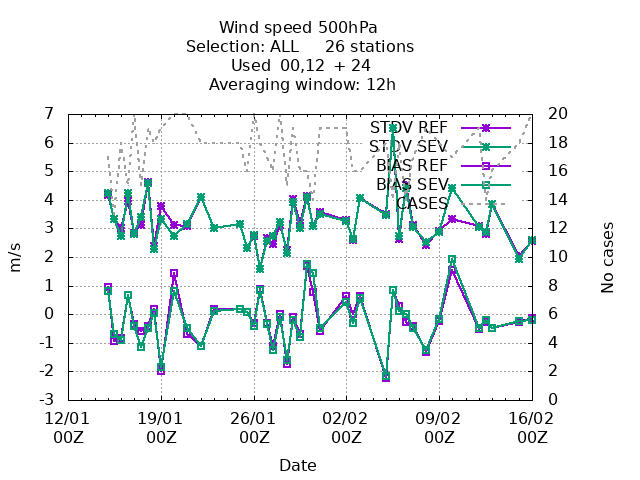 Wind speed 500hPa
Selection: ALL 26 stations
Used 00,12 + 24
Averaging window: 12h
7 20
6 18
5 16
4 14
3 12
2 10
1 8
0 6
-1 4
-2 2
-3 0
STDV REF
STDV SEV
BIAS REF
BIAS SEV
CASES
m/s
No cases
12/01 19/01 26/01 02/02 09/02 16/02
00Z 00Z 00Z 00Z 00Z 00Z
Date